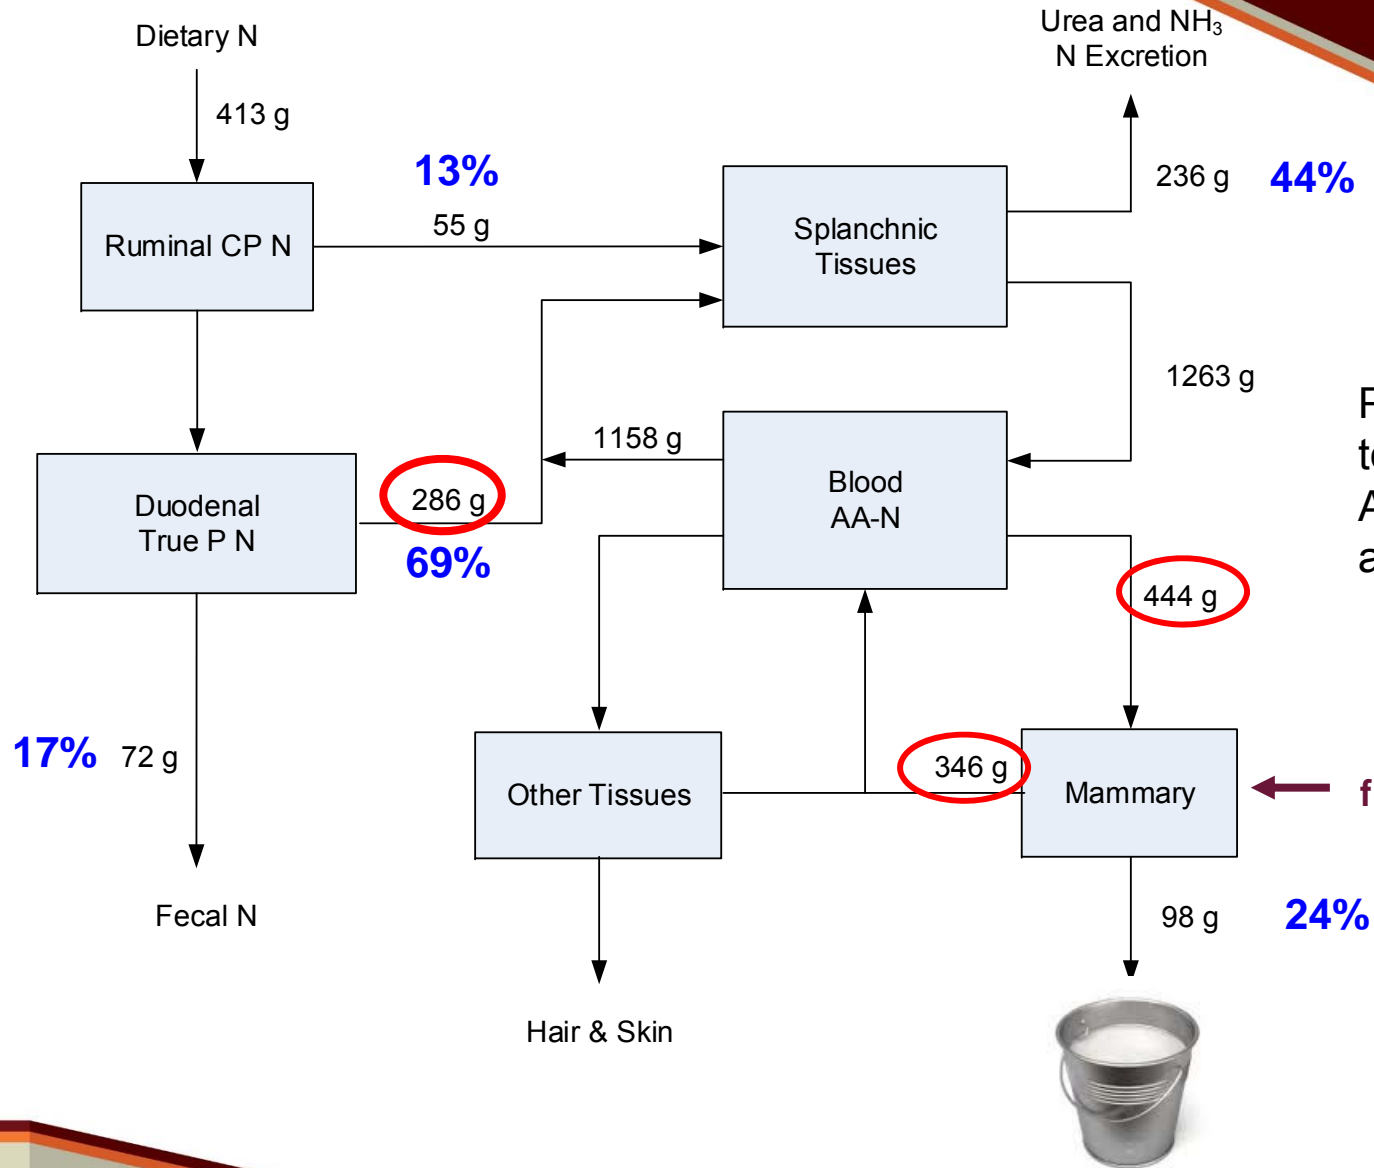 Dietary N
Urea and NH₃
N Excretion
413 g
13%
55 g
236 g
44%
Ruminal CP N
Splanchnic
Tissues
1263 g
1158 g
Duodenal
True P N
286 g
69%
Blood
AA-N
444 g
17%
72 g
346 g
Other Tissues
Mammary
Fecal N
98 g
24%
Hair & Skin